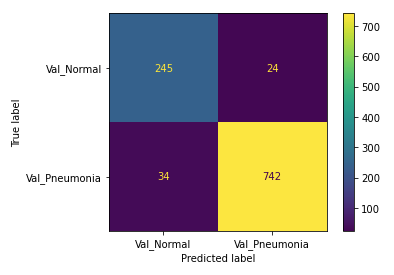 Val_Normal
245
24
Val_Pneumonia
34
742
Val_Normal
Val_Pneumonia
Predicted label
True label
700
600
500
400
300
200
100